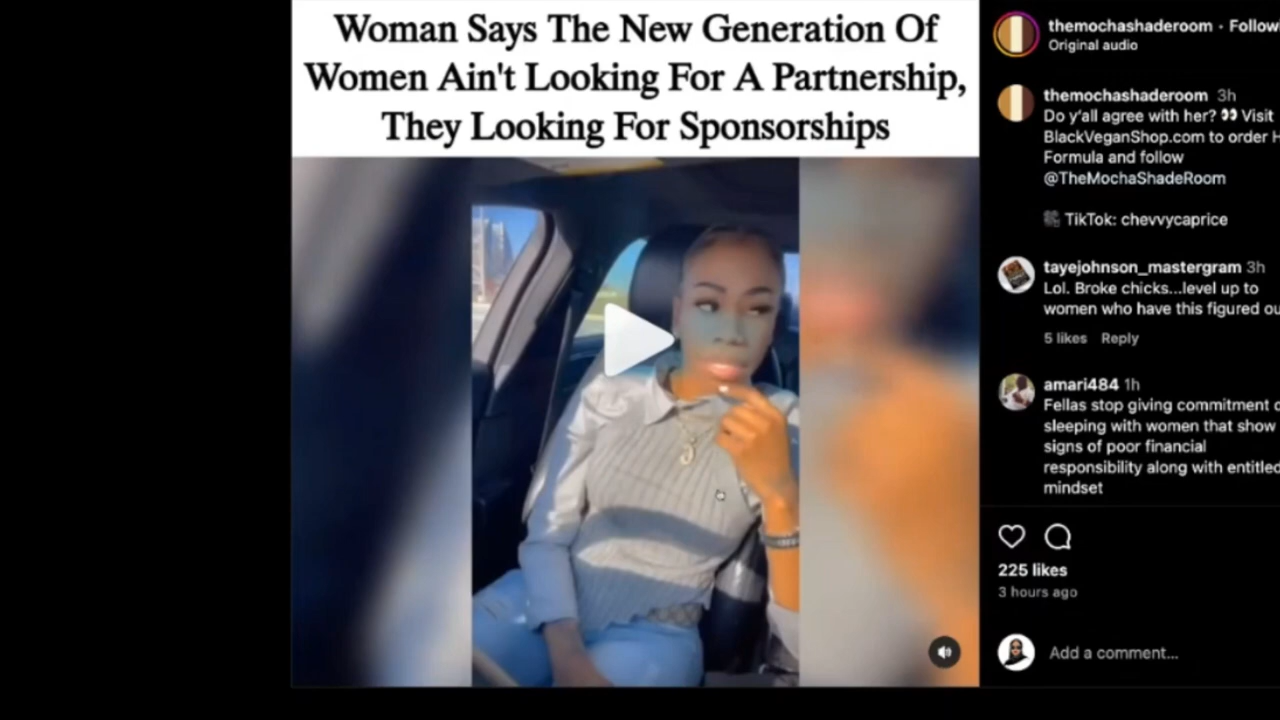 Woman Says The New Generation Of
Women Ain't Looking For A Partnership,
They Looking For Sponsorships
themochashaderoom • Follow
Original audio
themochashaderoom 3h
Do y'all agree with her? 👀 Visit
BlackVeganShop.com to order
Formula and follow
@TheMochaShadeRoom
TikTok: chevvycaprice
tayejohnson_mastergram 3h
Lol. Broke chicks...level up to
women who have this figured
5 likes Reply
amari484 1h
Fellas stop giving commitment
sleeping with women that show
signs of poor financial
responsibility along with entitled
mindset
225 likes
3 hours ago
Add a comment...